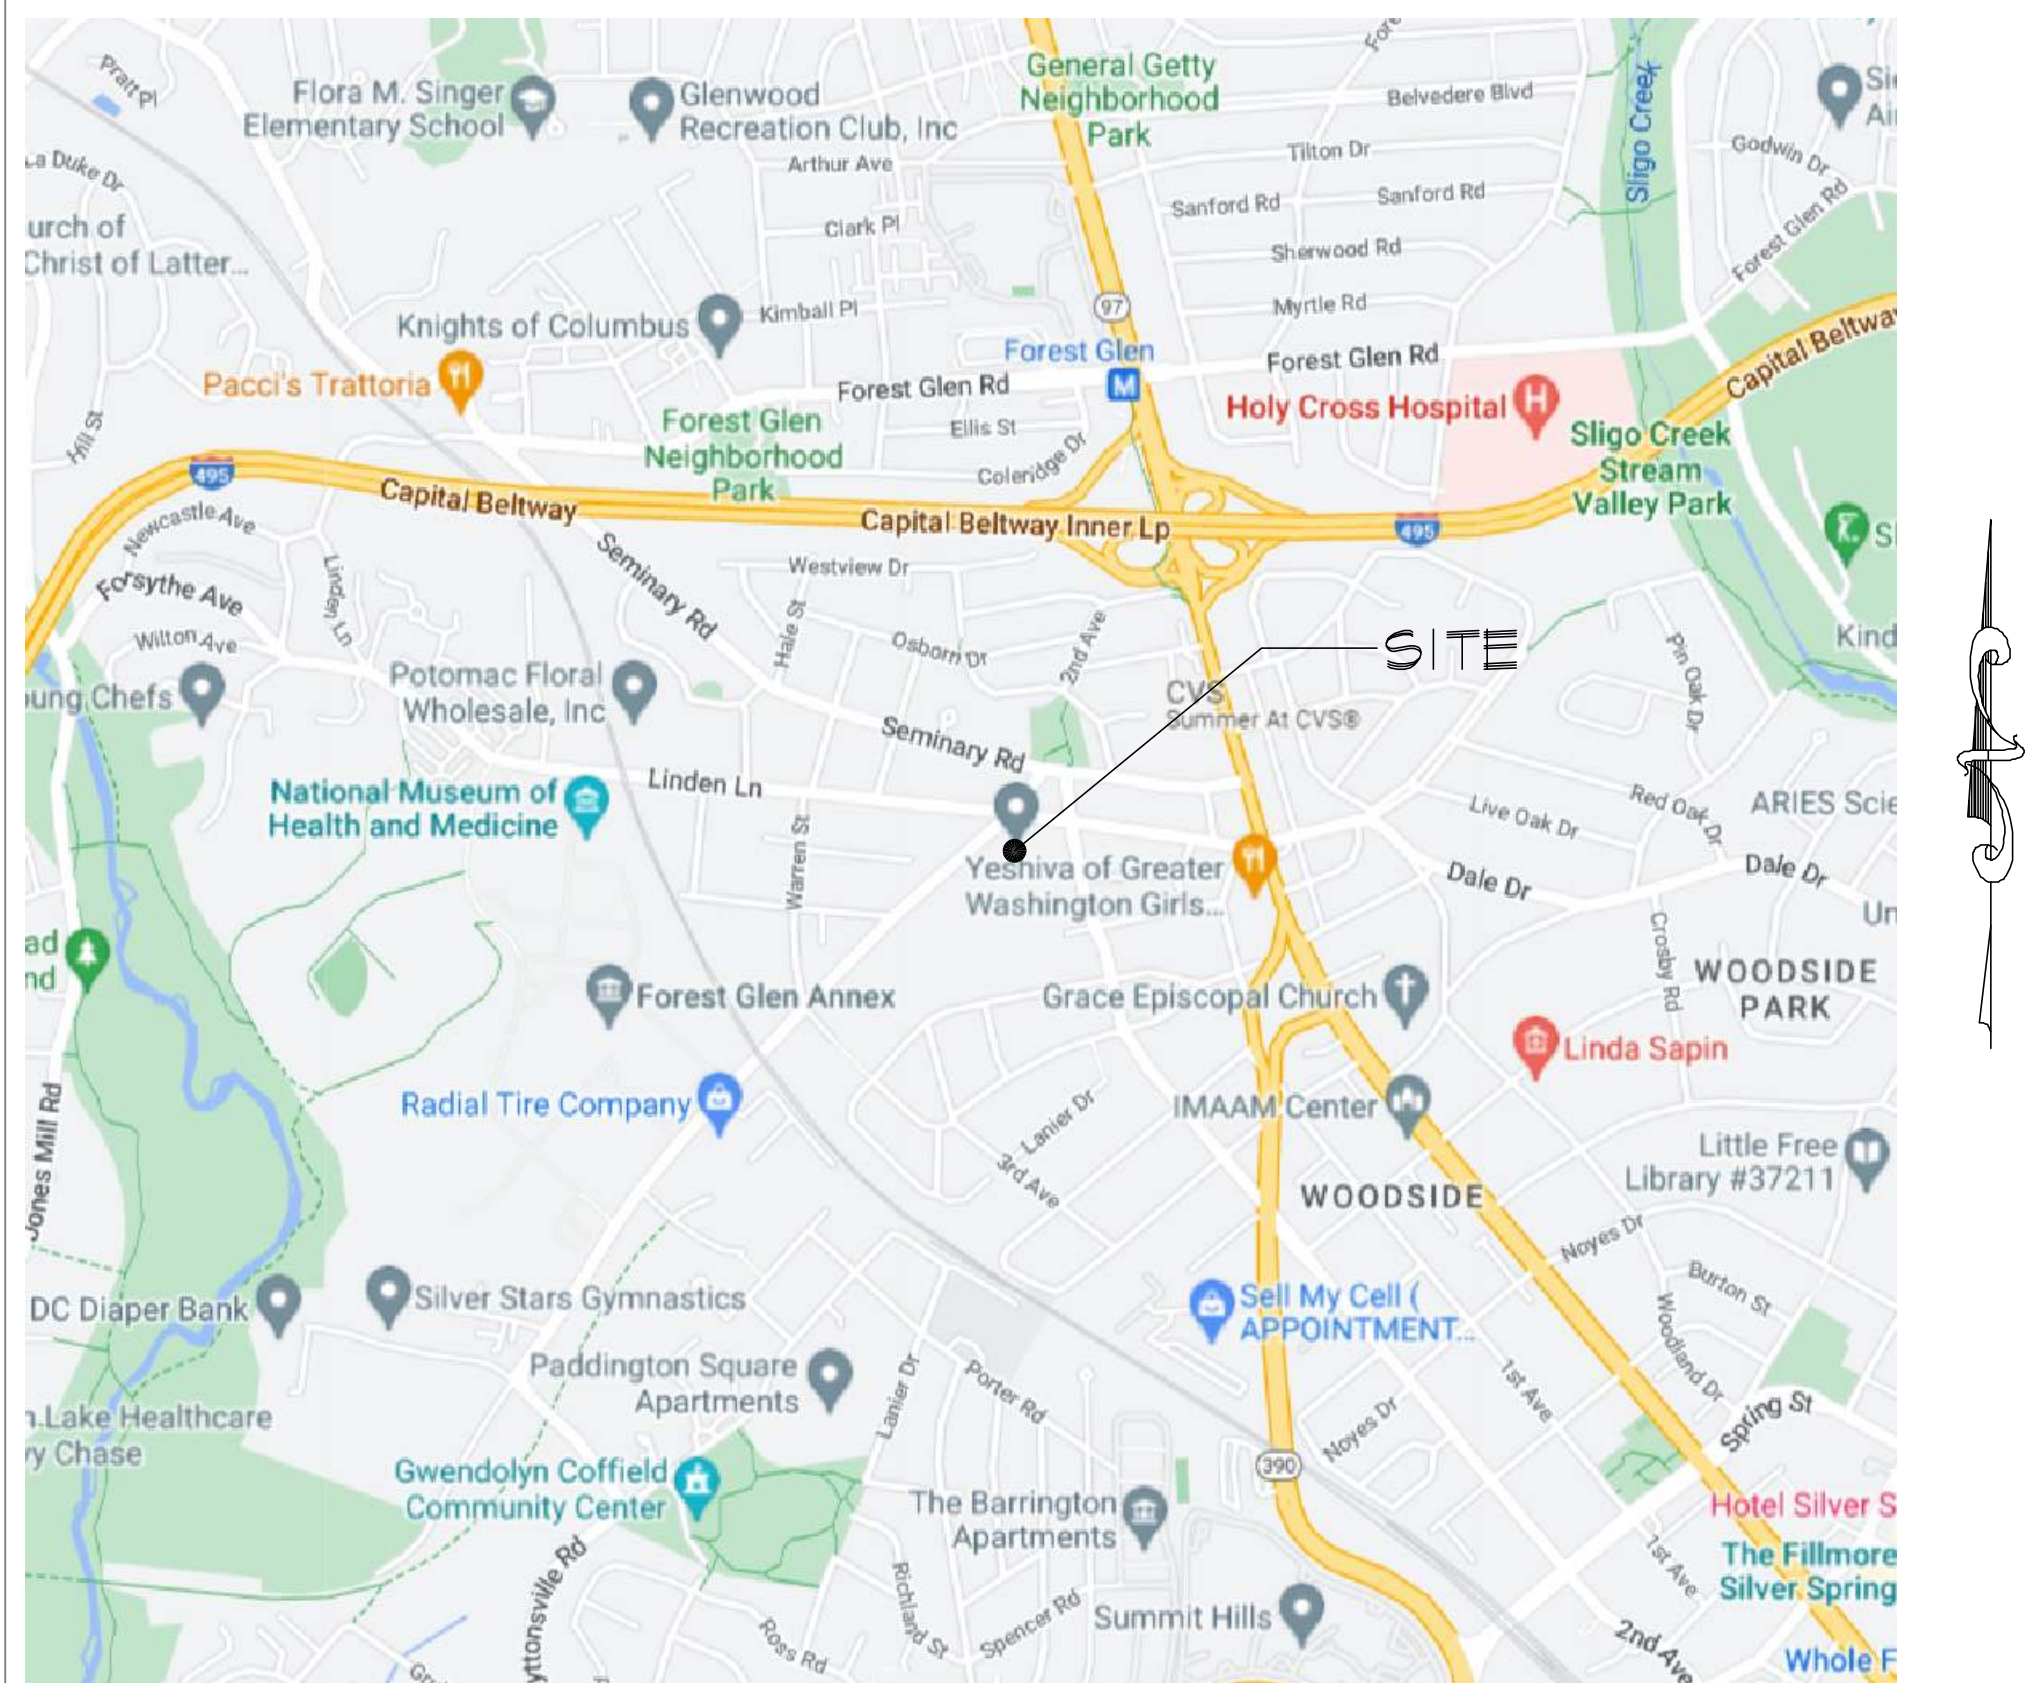 General Getty
Neighborhood
Park
Pratt Pl
Flora M. Singer
Elementary School
Glenwood
Recreation Club, Inc
Belvedere Blvd
Sligo Creek
Arthur Ave
Tilton Dr
Godwin Dr
La Duke Dr
Sanford Rd
Sanford Rd
Forest Glen Rd
urch of
Christ of Latter...
Clark Pl
Sherwood Rd
Kimball Pl
97
Myrtle Rd
Knights of Columbus
Forest Glen
M
Forest Glen Rd
Capital Beltway
Pacci's Trattoria
Forest Glen Rd
Holy Cross Hospital
H
Hill St
Forest Glen
Neighborhood
Park
Ellis St
Coleridge Dr
Sligo Creek
Stream
Valley Park
495
Capital Beltway
Capital Beltway Inner Lp
495
Newcastle Ave
Seminary Rd
Westview Dr
Forsythe Ave
Linden Ln
Wilton Ave
Hale St
Osborn Dr
2nd Ave
SITE
Pin Oak Dr
Kind
oung Chefs
Potomac Floral
Wholesale, Inc
CVS
Summer At CVS®
Seminary Rd
National Museum of
Health and Medicine
Linden Ln
Live Oak Dr
Red Oak Dr
ARIES Scie
Warren St
Yeshiva of Greater
Washington Girls...
Dale Dr
Dale Dr
Un
ad
nd
Crosby Rd
WOODSIDE
PARK
Forest Glen Annex
Grace Episcopal Church
Linda Sapin
Jones Mill Rd
Radial Tire Company
Lanier Dr
IMAAM Center
3rd Ave
Little Free
Library #37211
WOODSIDE
Noyes Dr
Burton St
DC Diaper Bank
Silver Stars Gymnastics
Sell My Cell (
APPOINTMENT...
Woodland Dr
Paddington Square
Apartments
Lanier Dr
Porter Rd
1st Ave
Noyes Dr
Spring St
n Lake Healthcare
vy Chase
Gwendolyn Coffield
Community Center
390
The Barrington
Apartments
Hotel Silver S
1st Ave
The Fillmore
Silver Spring
yttonsville Rd
Richland St
Spencer Rd
Summit Hills
Ross Rd
2nd Ave
Whole F